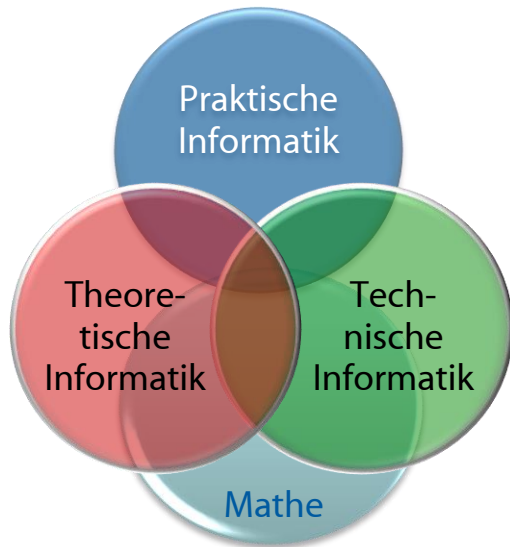 Praktische
Informatik
Theore-
tische
Informatik
Tech-
nische
Informatik
Mathe